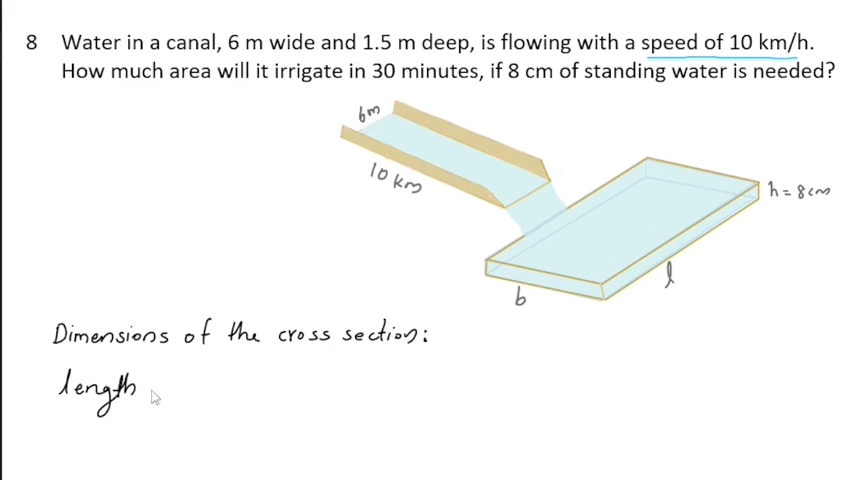 8 Water in a canal, 6 m wide and 1.5 m deep, is flowing with a speed of 10 km/h.
How much area will it irrigate in 30 minutes, if 8 cm of standing water is needed?
6m
10 km
h = 8cm
l
b
Dimensions of the cross section:
length